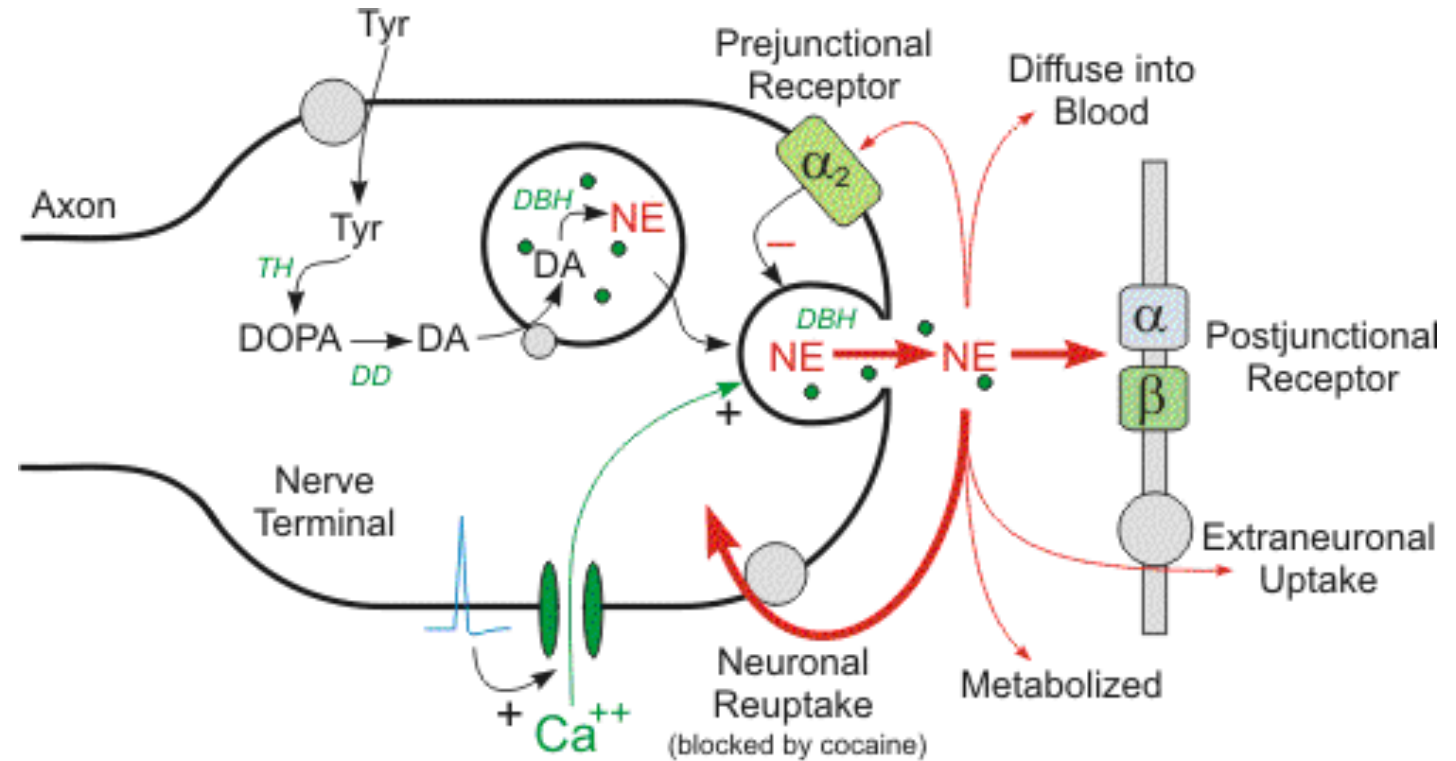 Tyr
Prejunctional
Receptor
Diffuse into
Blood
α2
Axon
DBH
NE
Tyr
TH
DA
–
DOPA
DA
DD
DBH
NE
NE
α
β
Postjunctional
Receptor
+
Nerve
Terminal
Extraneuronal
Uptake
+
Ca++
Neuronal
Reuptake
(blocked by cocaine)
Metabolized